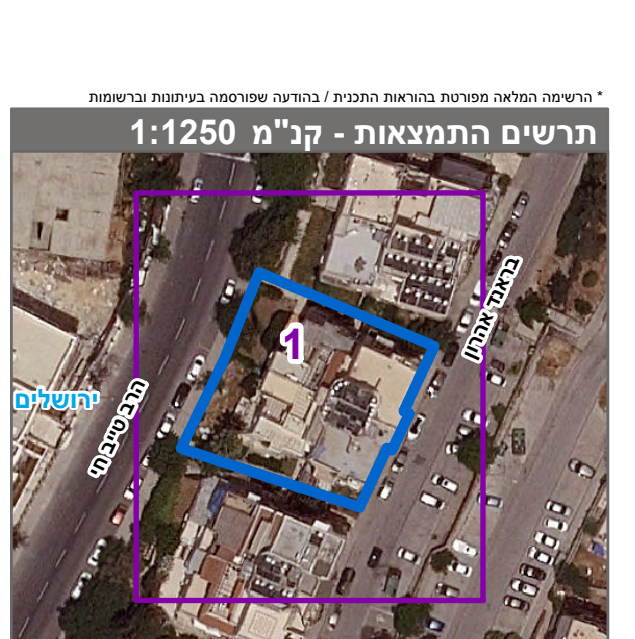 * הרשימה המלאה מפורטת בהוראות התכנית / בהודעה שפורסמה בעיתונות וברשומות
תרשים התמצאות - קנ"מ 1:1250
בראנד אהרון
1
ירושלים
הרב טייב חי